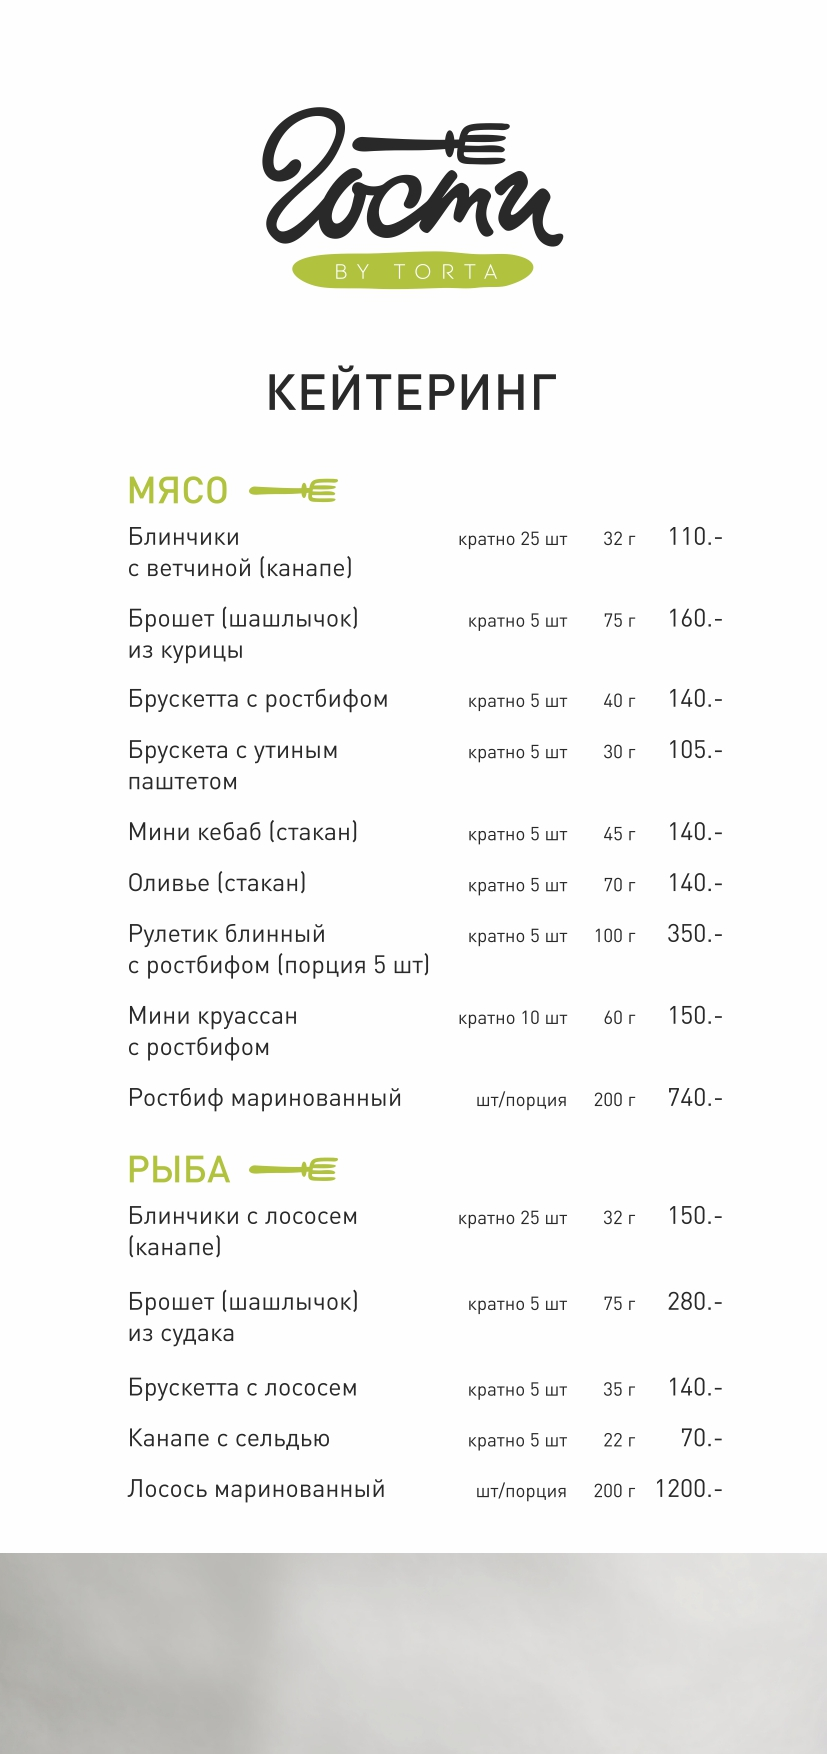 Гости
BY TORTA
КЕЙТЕРИНГ
МЯСО
Блинчики кратно 25 шт 32 г 110.-
с ветчиной (канапе)
Брошет (шашлычок) кратно 5 шт 75 г 160.-
из курицы
Брускетта с ростбифом кратно 5 шт 40 г 140.-
Брускета с утиным кратно 5 шт 30 г 105.-
паштетом
Мини кебаб (стакан) кратно 5 шт 45 г 140.-
Оливье (стакан) кратно 5 шт 70 г 140.-
Рулетик блинный кратно 5 шт 100 г 350.-
с ростбифом (порция 5 шт)
Мини круассан кратно 10 шт 60 г 150.-
с ростбифом
Ростбиф маринованный шт/порция 200 г 740.-
РЫБА
Блинчики с лососем кратно 25 шт 32 г 150.-
(канапе)
Брошет (шашлычок) кратно 5 шт 75 г 280.-
из судака
Брускетта с лососем кратно 5 шт 35 г 140.-
Канапе с сельдью кратно 5 шт 22 г 70.-
Лосось маринованный шт/порция 200 г 1200.-